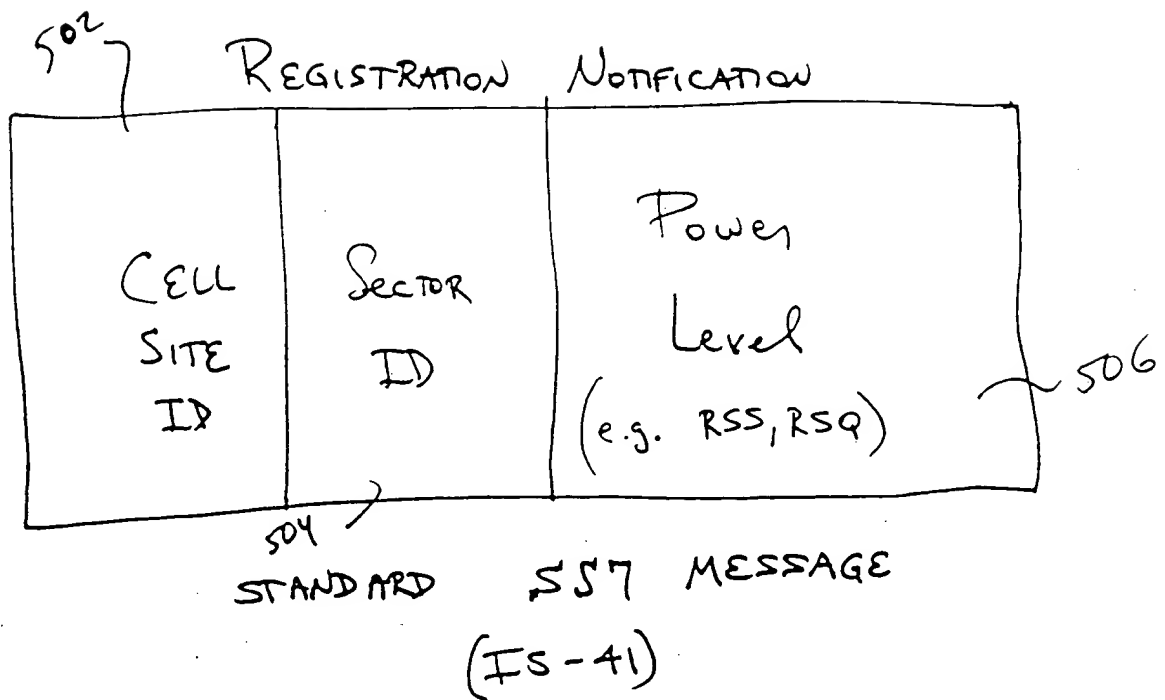 502
REGISTRATION NOTIFICATION
CELL
SITE
ID
SECTOR
ID
Power
Level
(e.g. RSS, RSQ)
506
504
STANDARD SS7 MESSAGE
(IS-41)